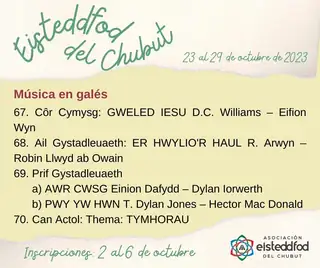 Eisteddfod
del Chubut
23 al 29 de octubre de 2023
Música en galés
67. Côr Cymysg: GWELED IESU D.C. Williams – Eifion
Wyn
68. Ail Gystadleuaeth: ER HWYLIO'R HAUL R. Arwyn –
Robin Llwyd ab Owain
69. Prif Gystadleuaeth
a) AWR CWSG Einion Dafydd – Dylan Iorwerth
b) PWY YW HWN T. Dylan Jones – Hector Mac Donald
70. Can Actol: Thema: TYMHORAU
Inscripciones: 2 al 6 de octubre
ASOCIACIÓN
eisteddfod
DEL CHUBUT